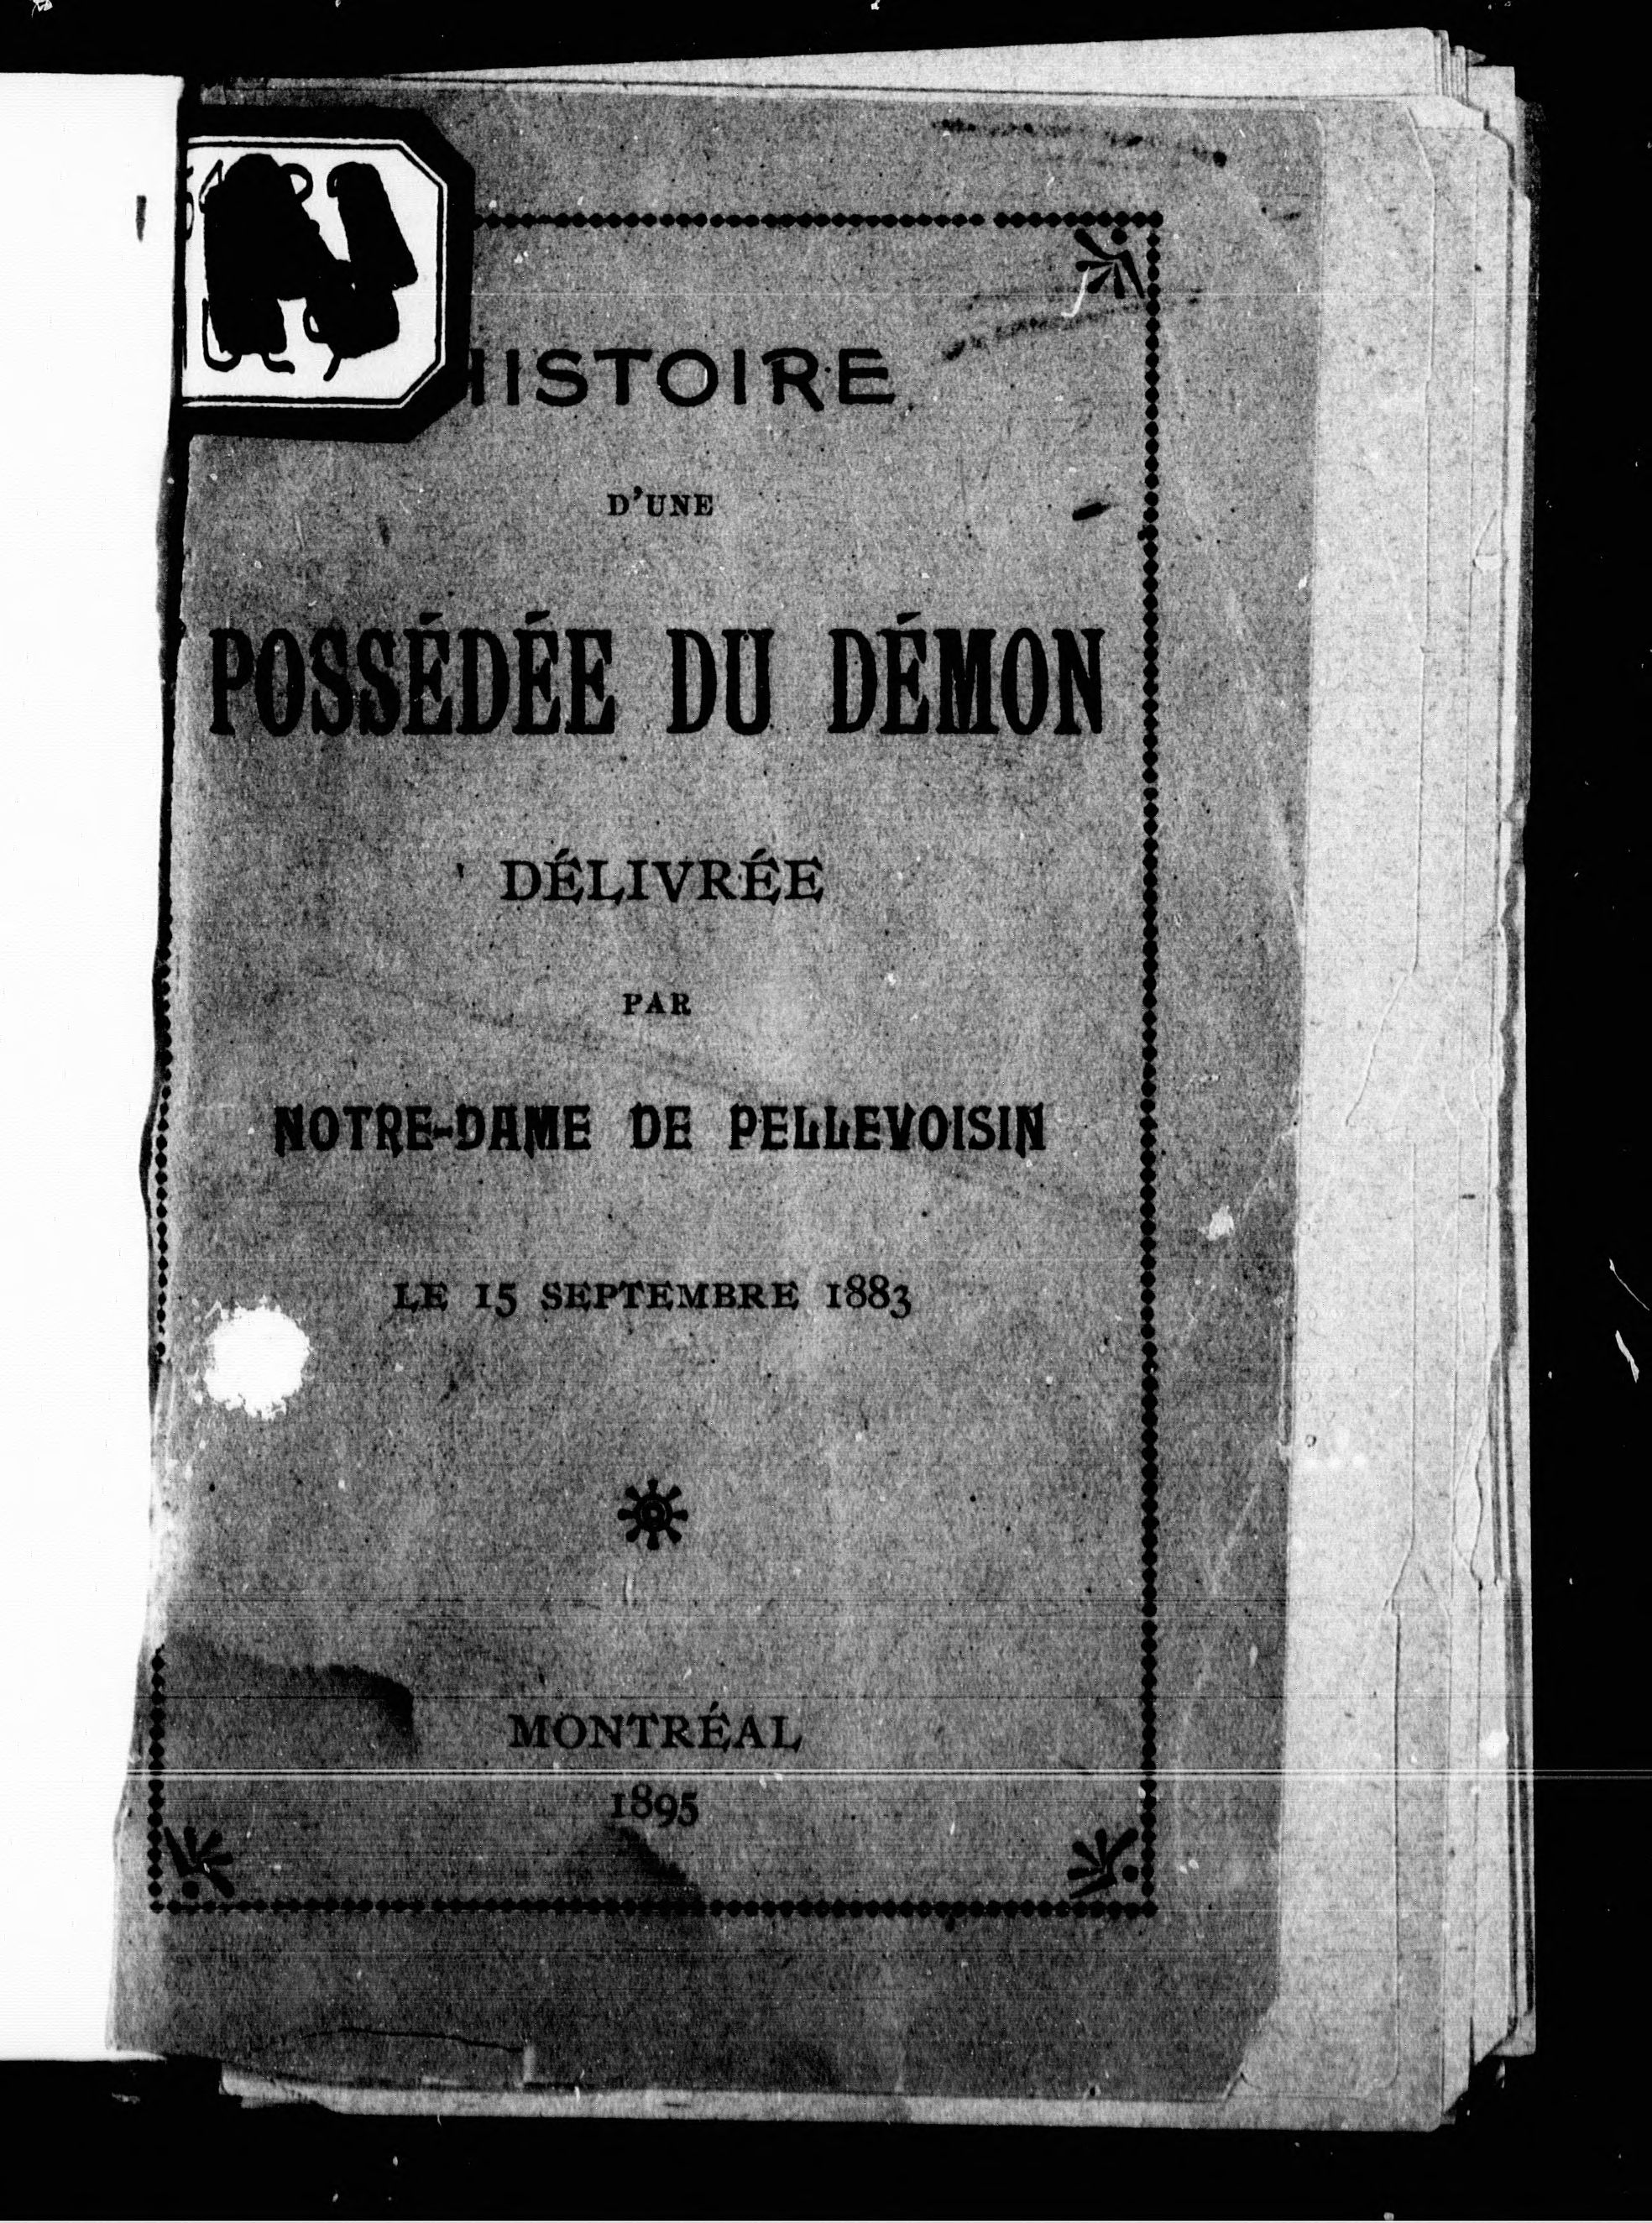 HISTOIRE
D'UNE
POSSÉDÉE DU DÉMON
DÉLIVRÉE
PAR
NOTRE-DAME DE PELLEVOISIN
LE 15 SEPTEMBRE 1883
MONTRÉAL
1895